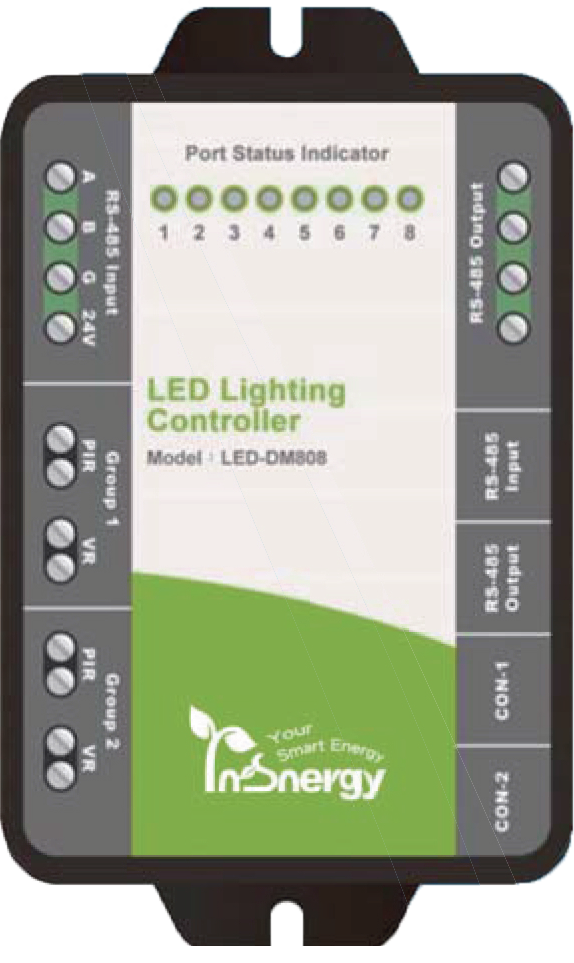 Port Status Indicator
1 2 3 4 5 6 7 8
LED Lighting
Controller
Model : LED-DM808
Your
Smart Energy
InSnergy
RS-485 Input
A
B
G
24V
Group 1
PIR
VR
Group 2
PIR
VR
RS-485 Output
RS-485
Input
RS-485
Output
CON-1
CON-2